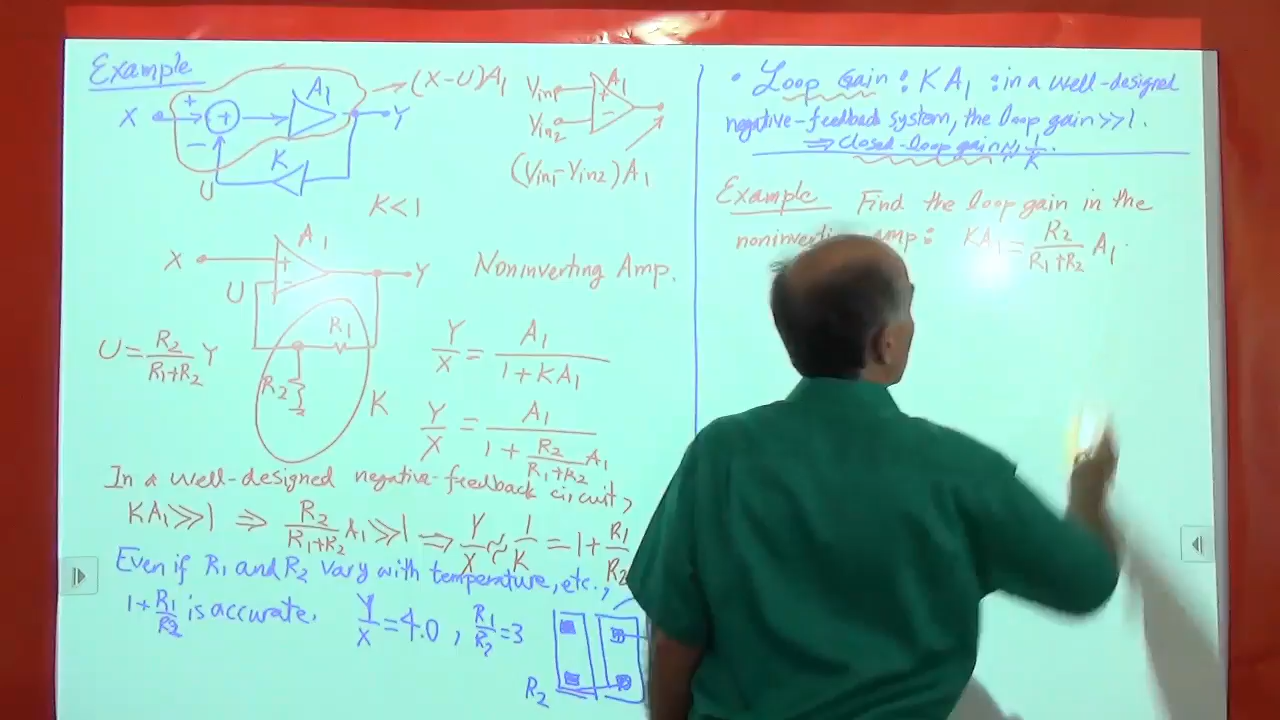 Example
X + + A1 → (X-U)A1
Y
−
K
U
Vin1 A1
+
−
Vin2
(Vin1-Vin2)A1
K<1
A1
X +
Y
U −
Noninverting Amp.
R1
U = R2/(R1+R2) Y
R2
K
Y/X = A1/(1+KA1)
Y/X = A1/(1+ R2/(R1+R2) A1)
In a well-designed negative-feedback circuit,
KA1≫1 ⇒ R2/(R1+R2) A1≫1 ⇒ Y/X ≈ 1/K = 1+ R1/R2
Even if R1 and R2 vary with temperature, etc.,
1+ R1/R2 is accurate.
Y/X = 4.0 , R1/R2 = 3
R2
• Loop Gain : KA1 : in a well-designed
negative-feedback system, the loop gain ≫ 1.
⇒ Closed-loop gain ≈ 1/K.
Example Find the loop gain in the
amp: KA1 = R2/(R1+R2) A1.